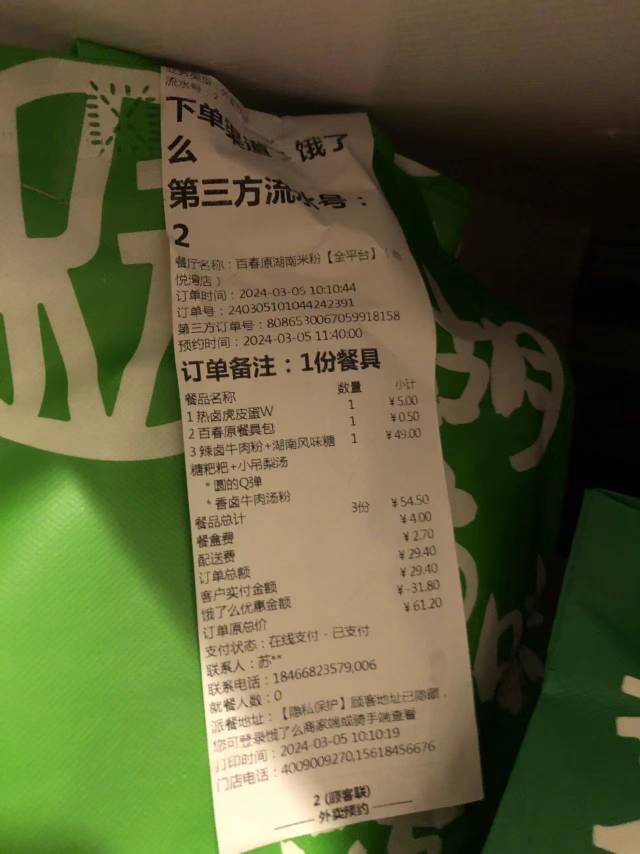 流水号：2
下单渠道：饿了
么
第三方流水号：
2
餐厅名称：百春原湖南米粉【全平台】（
悦湾店）
订单时间：2024-03-05 10:10:44
订单号：240305101044242391
第三方订单号：8086530067059918158
预约时间：2024-03-05 11:40:00
订单备注：1份餐具
餐品名称 数量 小计
1热卤虎皮蛋W 1 ¥5.00
2百春原餐具包 1 ¥0.50
3辣卤牛肉粉+湖南风味糖 1 ¥49.00
糖粑粑+小吊梨汤
*圆的Q弹
*香卤牛肉汤粉
餐品总计 3份 ¥54.50
餐盒费 ¥4.00
配送费 ¥2.70
订单总额 ¥29.40
客户实付金额 ¥29.40
饿了么优惠金额 ¥-31.80
订单原总价 ¥61.20
支付状态：在线支付-已支付
联系人：苏**
联系电话：18466823579,006
就餐人数：0
派餐地址：【隐私保护】顾客地址已隐藏，
您可登录饿了么商家端或骑手端查看
打印时间：2024-03-05 10:10:19
门店电话：4009009270,15618456676
2(顾客联)
外卖预约
湖